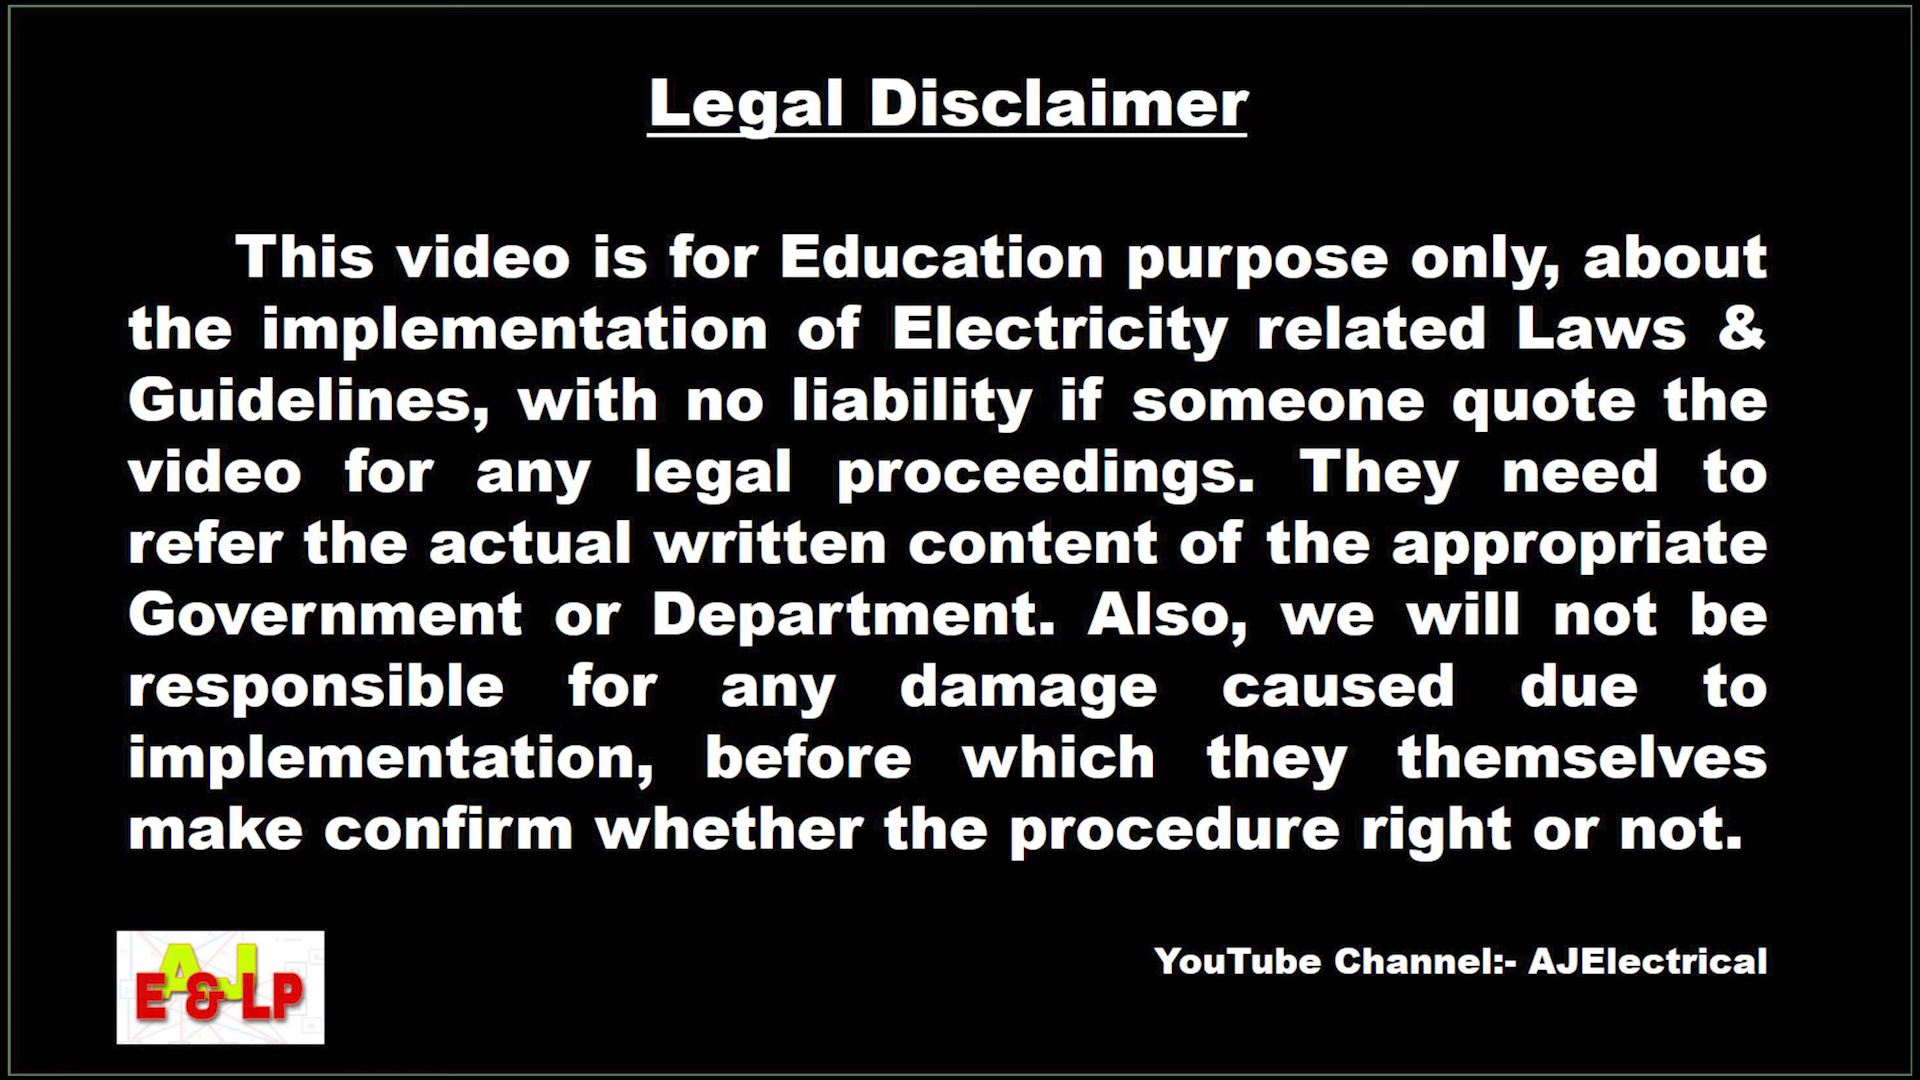 Legal Disclaimer
This video is for Education purpose only, about
the implementation of Electricity related Laws &
Guidelines, with no liability if someone quote the
video for any legal proceedings. They need to
refer the actual written content of the appropriate
Government or Department. Also, we will not be
responsible for any damage caused due to
implementation, before which they themselves
make confirm whether the procedure right or not.
AJ
E & LP
YouTube Channel:- AJElectrical